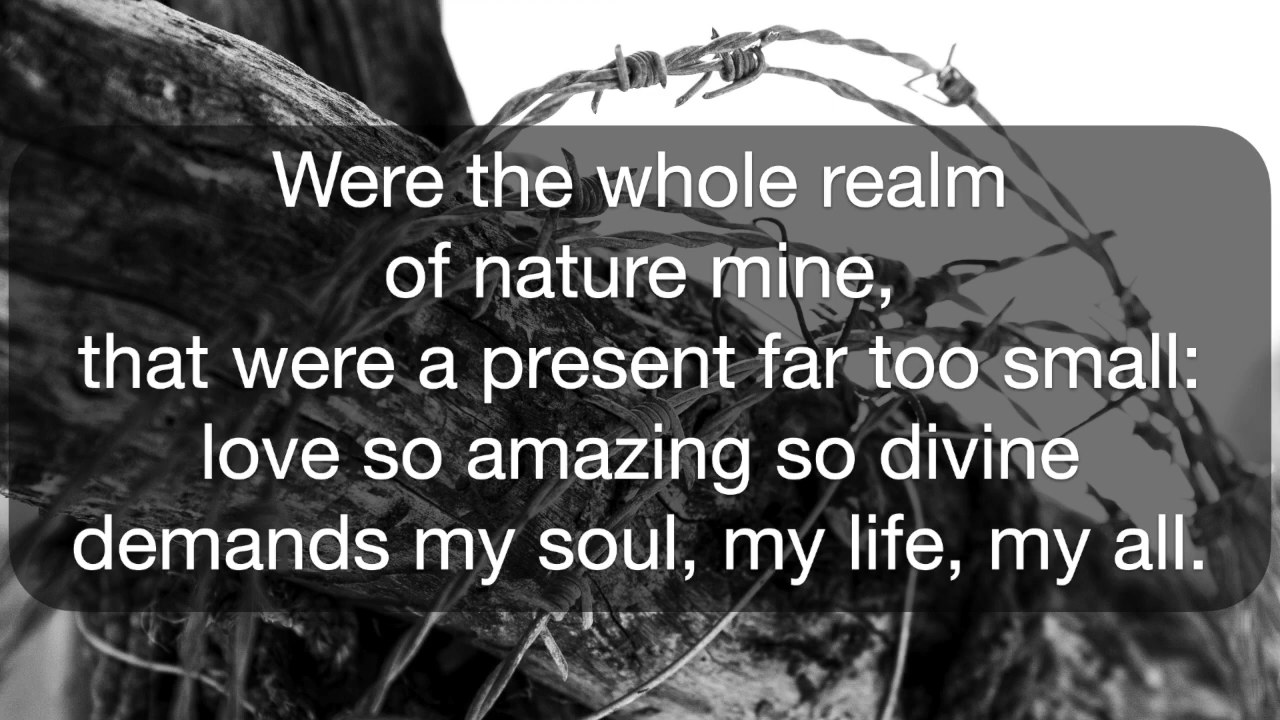 Were the whole realm
of nature mine,
that were a present far too small:
love so amazing so divine
demands my soul, my life, my all.